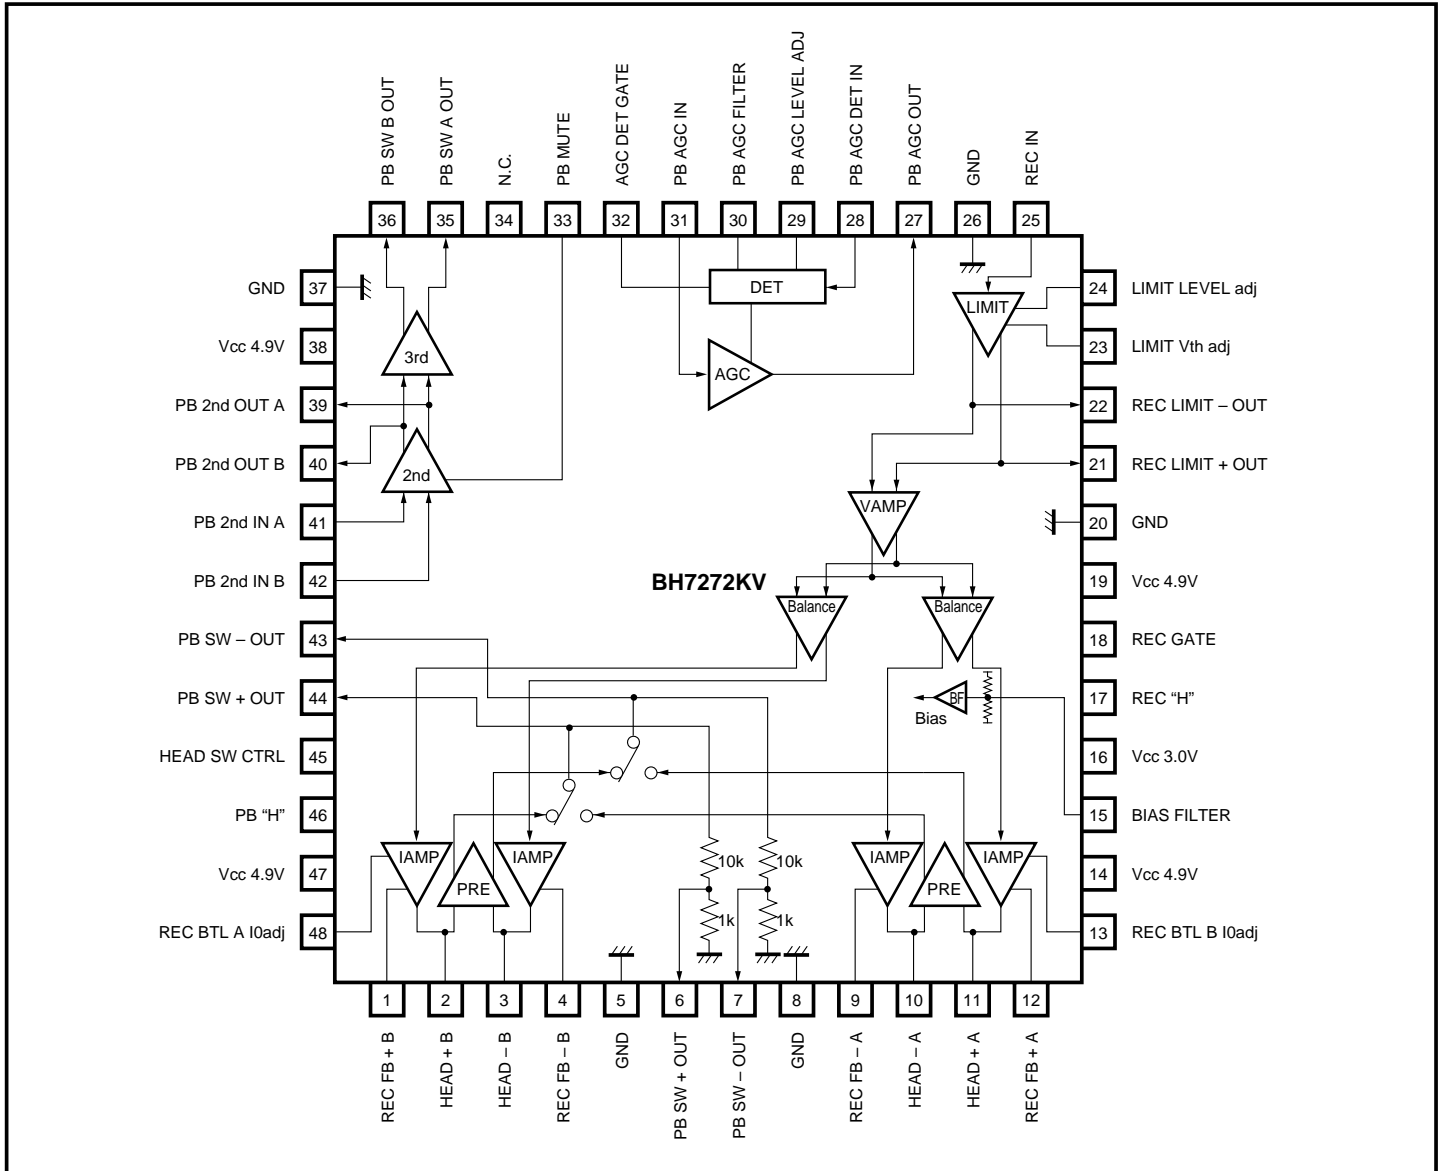 PB SW B OUT
PB SW A OUT
N.C.
PB MUTE
AGC DET GATE
PB AGC IN
PB AGC FILTER
PB AGC LEVEL ADJ
PB AGC DET IN
PB AGC OUT
GND
REC IN
36
35
34
33
32
31
30
29
28
27
26
25
GND
37
Vcc 4.9V
38
PB 2nd OUT A
39
PB 2nd OUT B
40
PB 2nd IN A
41
PB 2nd IN B
42
PB SW – OUT
43
PB SW + OUT
44
HEAD SW CTRL
45
PB “H”
46
Vcc 4.9V
47
REC BTL A I0adj
48
24
LIMIT LEVEL adj
23
LIMIT Vth adj
22
REC LIMIT – OUT
21
REC LIMIT + OUT
20
GND
19
Vcc 4.9V
18
REC GATE
17
REC “H”
16
Vcc 3.0V
15
BIAS FILTER
14
Vcc 4.9V
13
REC BTL B I0adj
DET
AGC
LIMIT
3rd
2nd
VAMP
BH7272KV
Balance
Balance
BF
Bias
IAMP
PRE
IAMP
10k
10k
1k
1k
IAMP
PRE
IAMP
1
2
3
4
5
6
7
8
9
10
11
12
REC FB + B
HEAD + B
HEAD – B
REC FB – B
GND
PB SW + OUT
PB SW – OUT
GND
REC FB – A
HEAD – A
HEAD + A
REC FB + A